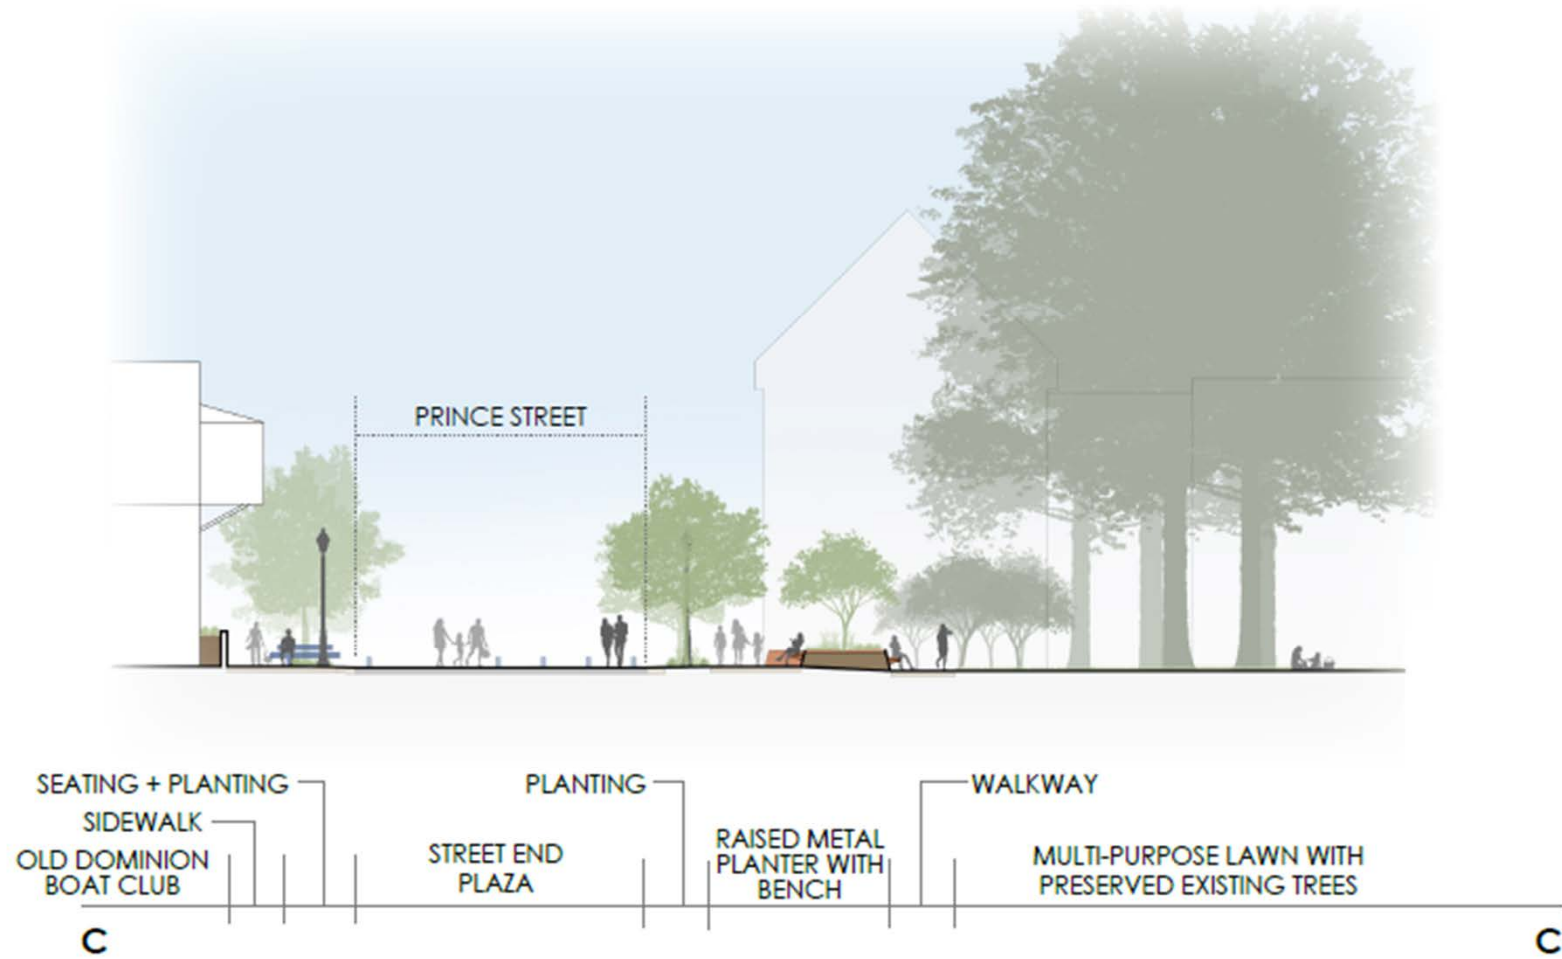 PRINCE STREET
SEATING + PLANTING
PLANTING
WALKWAY
SIDEWALK
OLD DOMINION
BOAT CLUB
STREET END
PLAZA
RAISED METAL
PLANTER WITH
BENCH
MULTI-PURPOSE LAWN WITH
PRESERVED EXISTING TREES
C
C